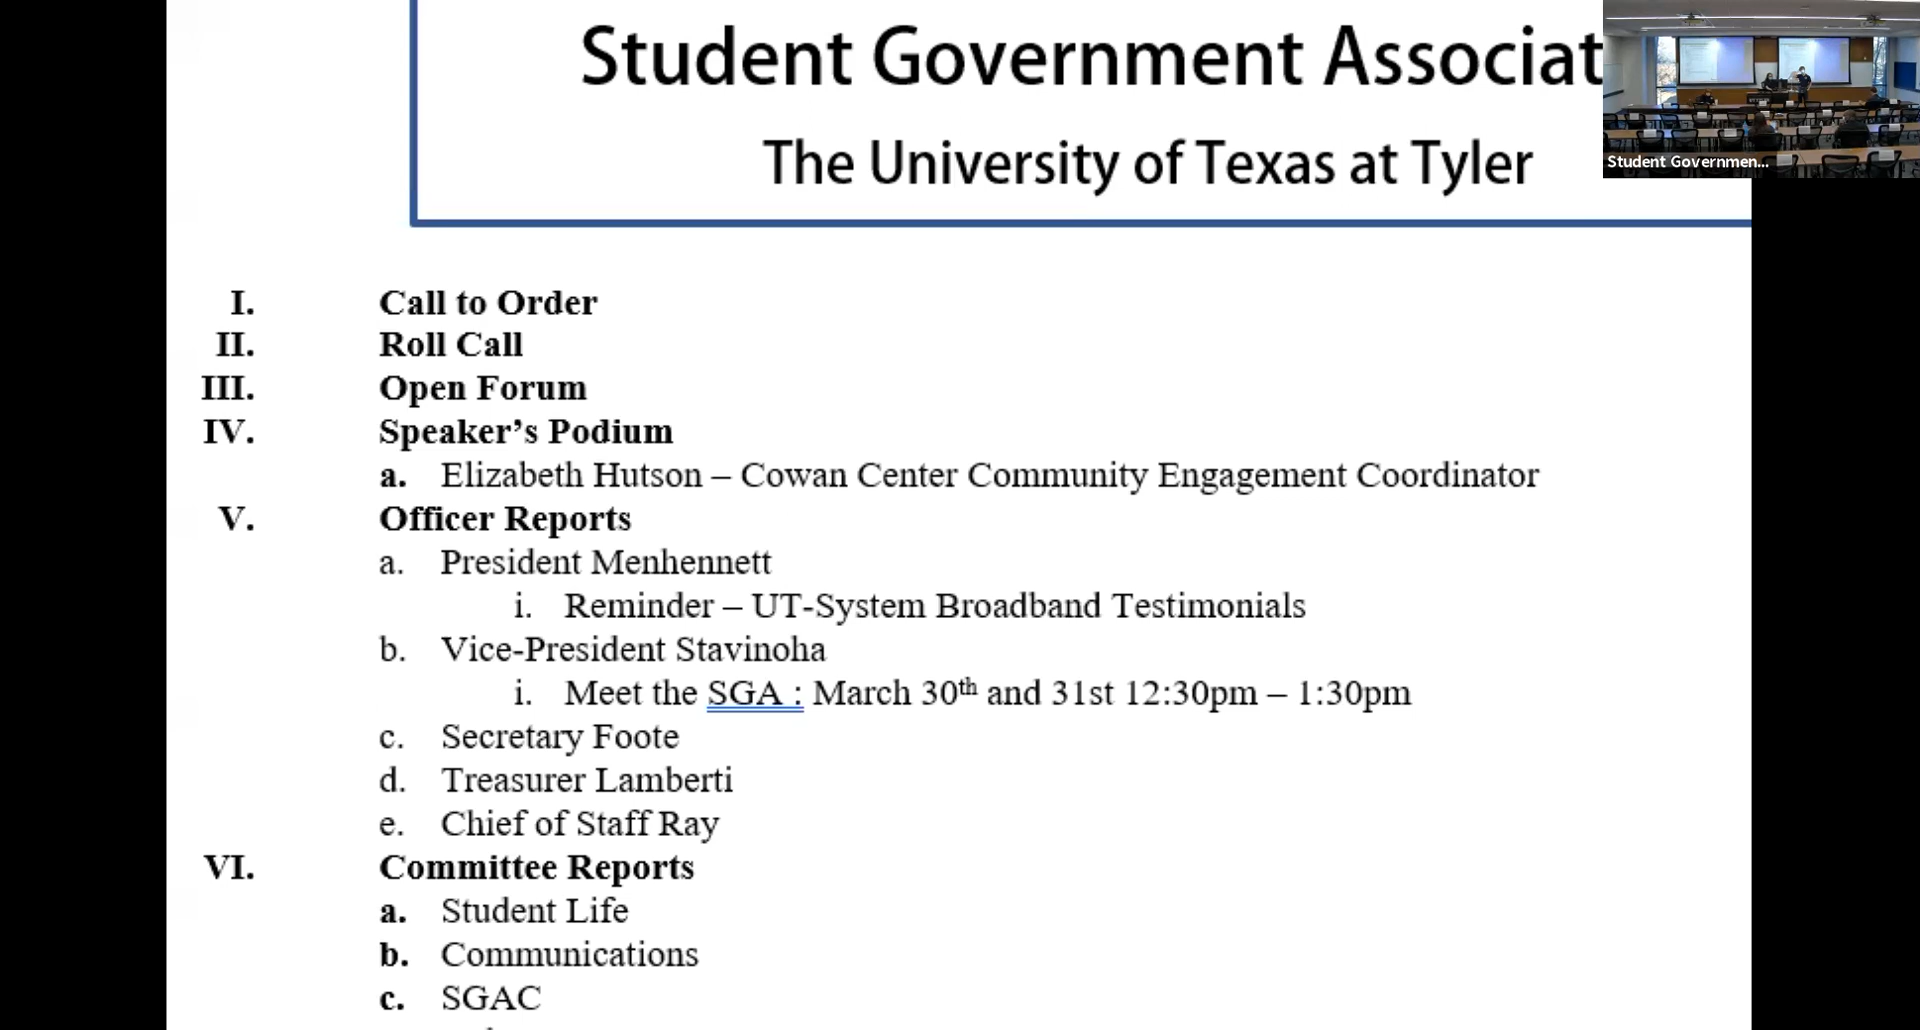 Student Government Associat
The University of Texas at Tyler
Student Governmen...
I. Call to Order
II. Roll Call
III. Open Forum
IV. Speaker’s Podium
a. Elizabeth Hutson – Cowan Center Community Engagement Coordinator
V. Officer Reports
a. President Menhennett
i. Reminder – UT-System Broadband Testimonials
b. Vice-President Stavinoha
i. Meet the SGA : March 30th and 31st 12:30pm – 1:30pm
c. Secretary Foote
d. Treasurer Lamberti
e. Chief of Staff Ray
VI. Committee Reports
a. Student Life
b. Communications
c. SGAC